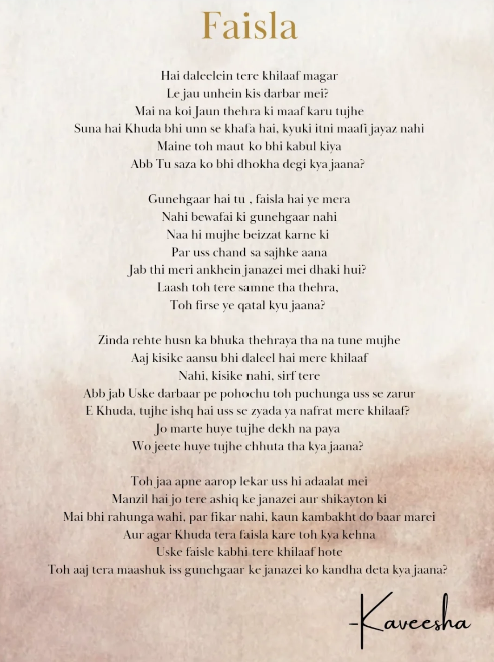 Faisla
Hai daleelein tere khilaaf magar
Le jau unhein kis darbar mei?
Mai na koi Jaun thehra ki maaf karu tujhe
Suna hai Khuda bhi unn se khafa hai, kyuki itni maafi jayaz nahi
Maine toh maut ko bhi kabul kiya
Abb Tu saza ko bhi dhokha degi kya jaana?
Gunehgaar hai tu , faisla hai ye mera
Nahi bewafai ki gunehgaar nahi
Naa hi mujhe beizzat karne ki
Par uss chand sa sajhke aana
Jab thi meri ankhein janazei mei dhaki hui?
Laash toh tere samne tha thehra,
Toh firse ye qatal kyu jaana?
Zinda rehte husn ka bhuka thehraya tha na tune mujhe
Aaj kisike aansu bhi daleel hai mere khilaaf
Nahi, kisike nahi, sirf tere
Abb jab Uske darbaar pe pohochu toh puchunga uss se zarur
E Khuda, tujhe ishq hai uss se zyada ya nafrat mere khilaaf?
Jo marte huye tujhe dekh na paya
Wo jeete huye tujhe chhuta tha kya jaana?
Toh jaa apne aarop lekar uss hi adaalat mei
Manzil hai jo tere ashiq ke janazei aur shikayton ki
Mai bhi rahunga wahi, par fikar nahi, kaun kambakht do baar marei
Aur agar Khuda tera faisla kare toh kya kehna
Uske faisle kabhi tere khilaaf hote
Toh aaj tera maashuk iss gunehgaar ke janazei ko kandha deta kya jaana?
-Kaveesha